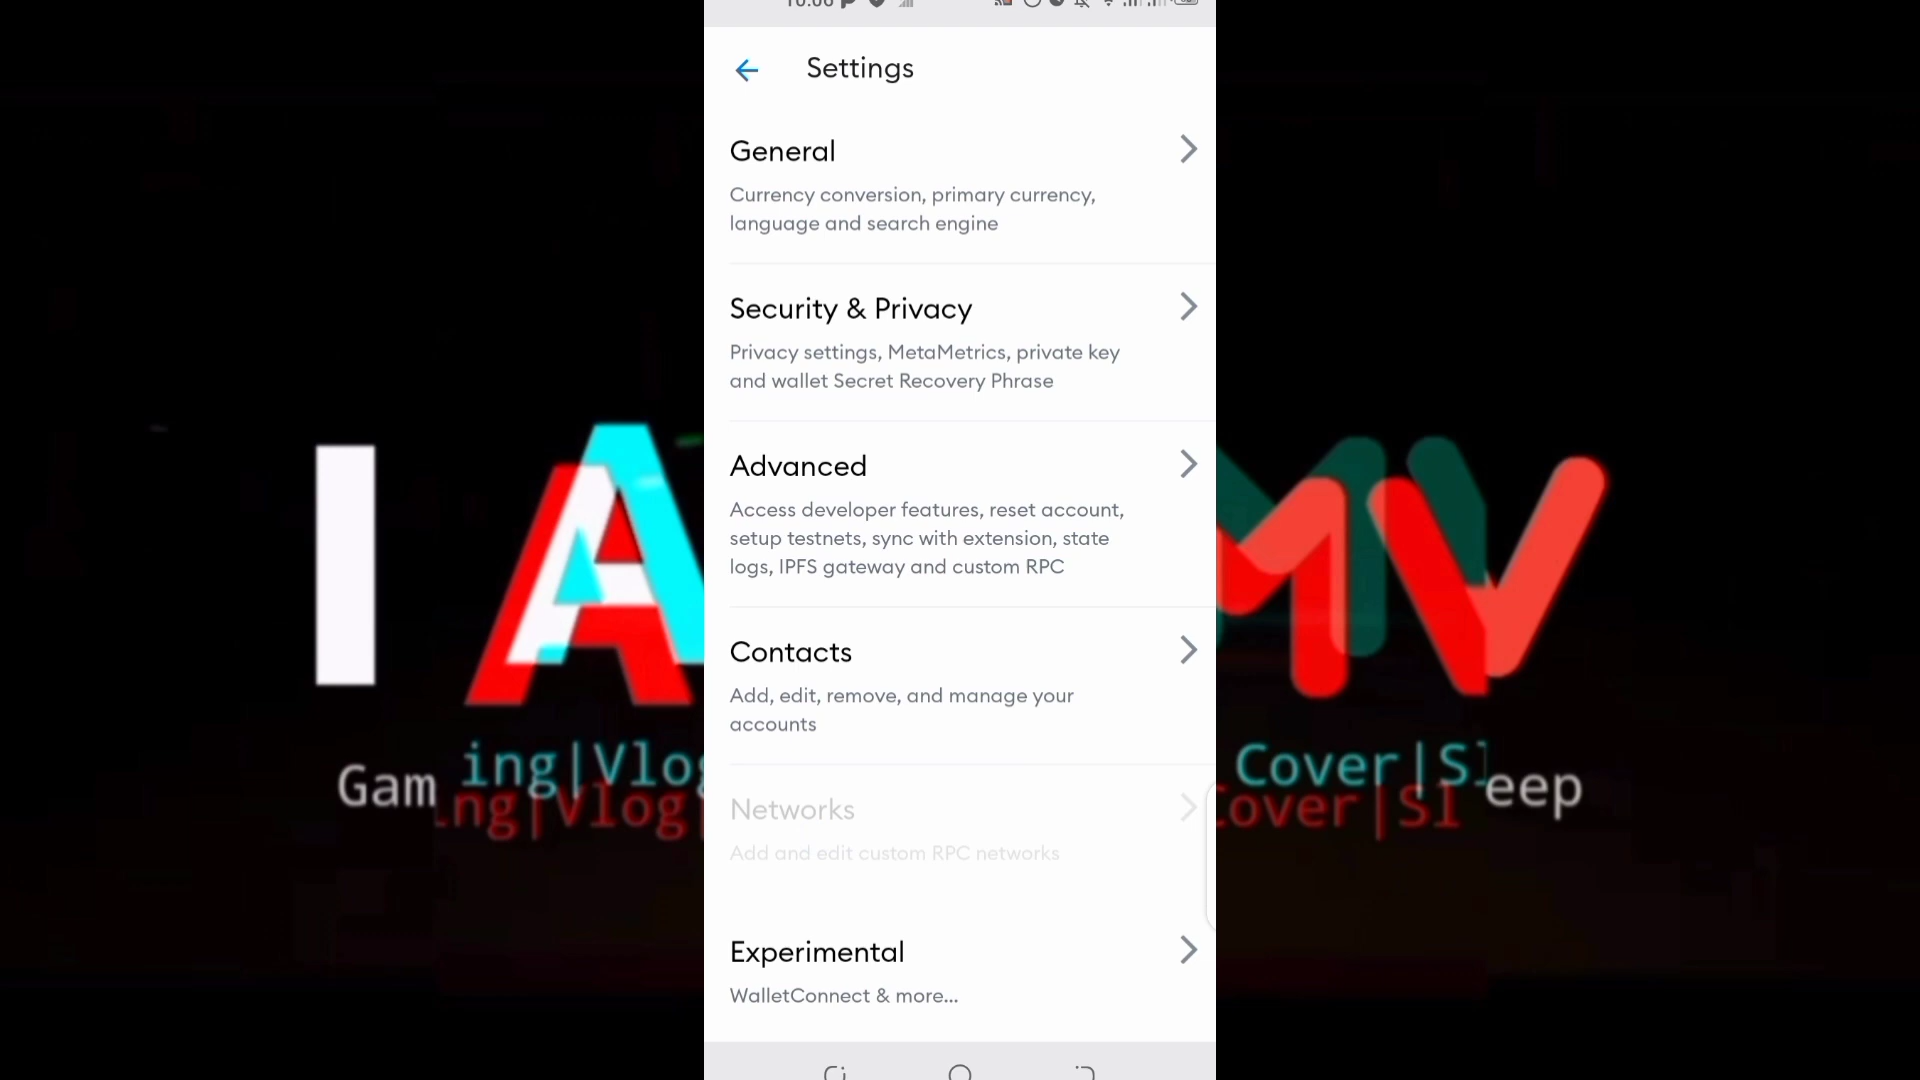 10:06
Settings
General
Currency conversion, primary currency,
language and search engine
Security & Privacy
Privacy settings, MetaMetrics, private key
and wallet Secret Recovery Phrase
Advanced
Access developer features, reset account,
setup testnets, sync with extension, state
logs, IPFS gateway and custom RPC
Contacts
Add, edit, remove, and manage your
accounts
Networks
Add and edit custom RPC networks
Experimental
WalletConnect & more...
I A MV
Gaming|Vlog Cover|Sleep